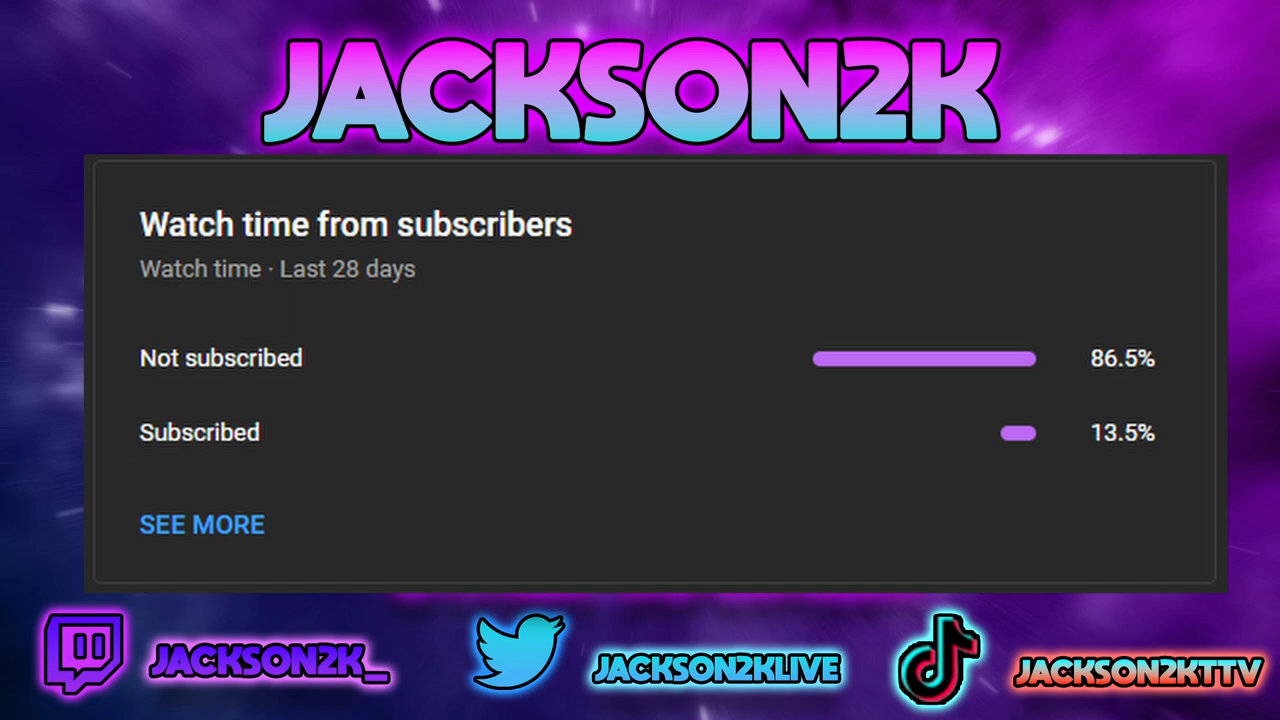 JACKSON2K
Watch time from subscribers
Watch time · Last 28 days
Not subscribed 86.5%
Subscribed 13.5%
SEE MORE
JACKSON2K_ JACKSON2KLIVE JACKSON2KTTV